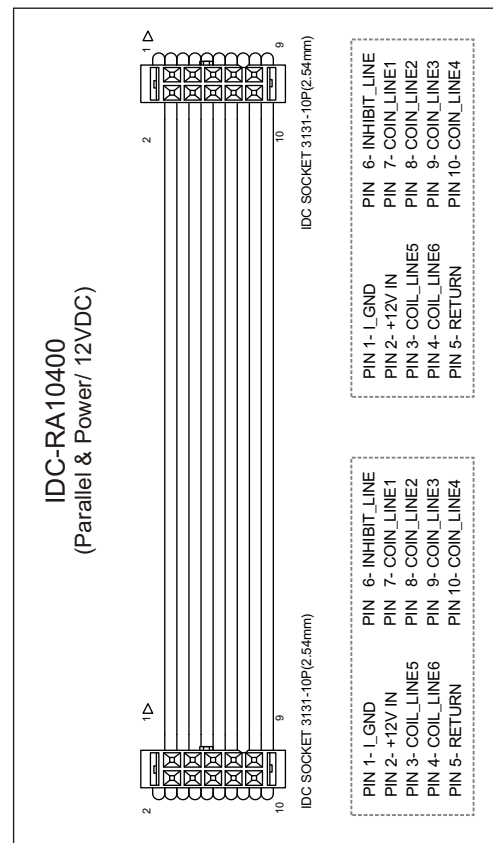 IDC-RA10400
(Parallel & Power/ 12VDC)
1
2
9
10
IDC SOCKET 3131-10P(2.54mm)
1
2
9
10
IDC SOCKET 3131-10P(2.54mm)
PIN 1- I_GND
PIN 2- +12V IN
PIN 3- COIL_LINE5
PIN 4- COIL_LINE6
PIN 5- RETURN
PIN 6- INHIBIT_LINE
PIN 7- COIN_LINE1
PIN 8- COIN_LINE2
PIN 9- COIN_LINE3
PIN 10- COIN_LINE4
PIN 1- I_GND
PIN 2- +12V IN
PIN 3- COIL_LINE5
PIN 4- COIL_LINE6
PIN 5- RETURN
PIN 6- INHIBIT_LINE
PIN 7- COIN_LINE1
PIN 8- COIN_LINE2
PIN 9- COIN_LINE3
PIN 10- COIN_LINE4